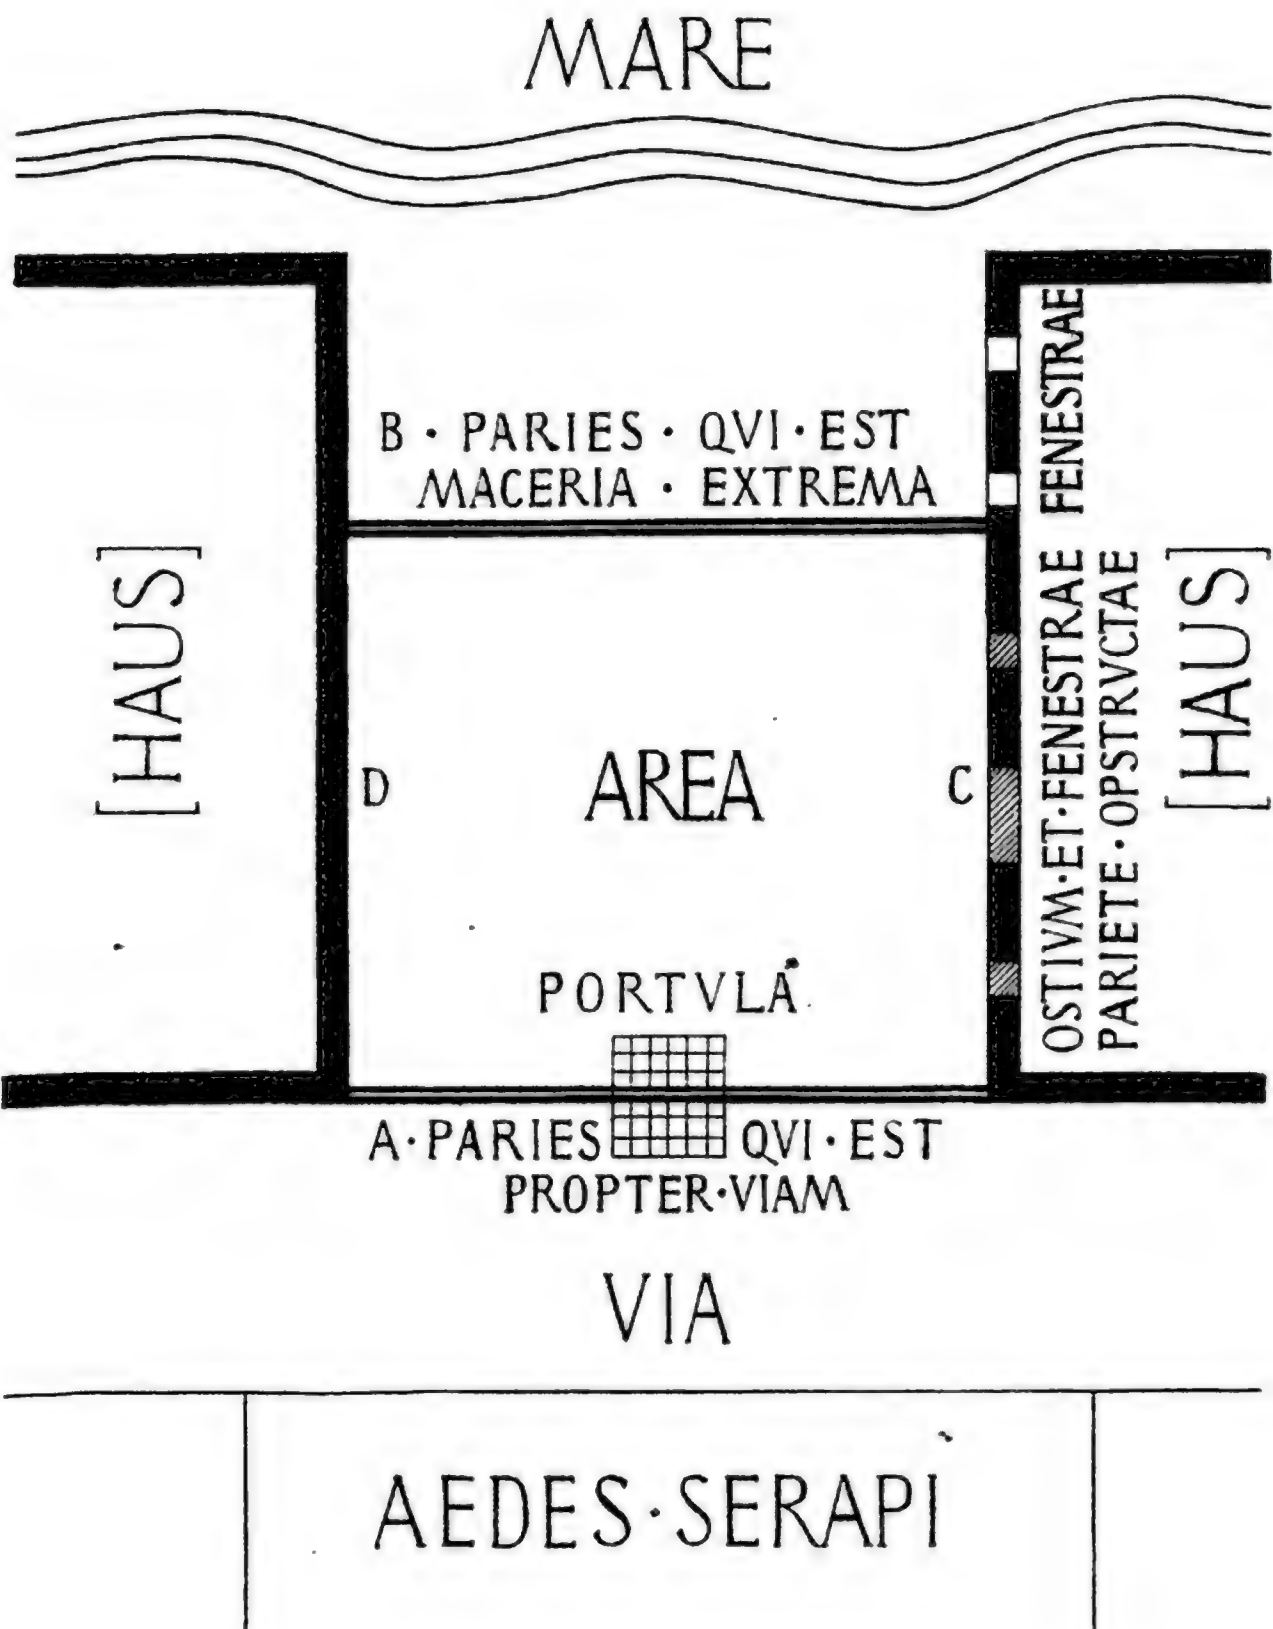 MARE
B · PARIES · QVI · EST
MACERIA · EXTREMA
FENESTRAE
OSTIVM · ET · FENESTRAE
PARIETE · OPSTRVCTAE
[HAUS]
[HAUS]
D
AREA
C
PORTVLA
A · PARIES QVI · EST
PROPTER · VIAM
VIA
AEDES · SERAPI